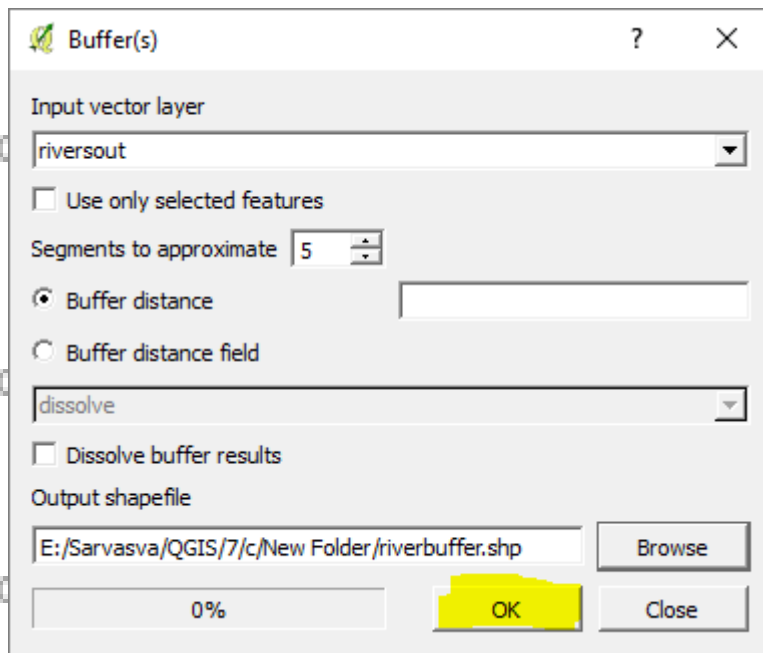 Buffer(s)
?
Input vector layer
riversout
Use only selected features
Segments to approximate 5
Buffer distance
Buffer distance field
dissolve
Dissolve buffer results
Output shapefile
E:/Sarvasva/QGIS/7/c/New Folder/riverbuffer.shp Browse
0% OK Close